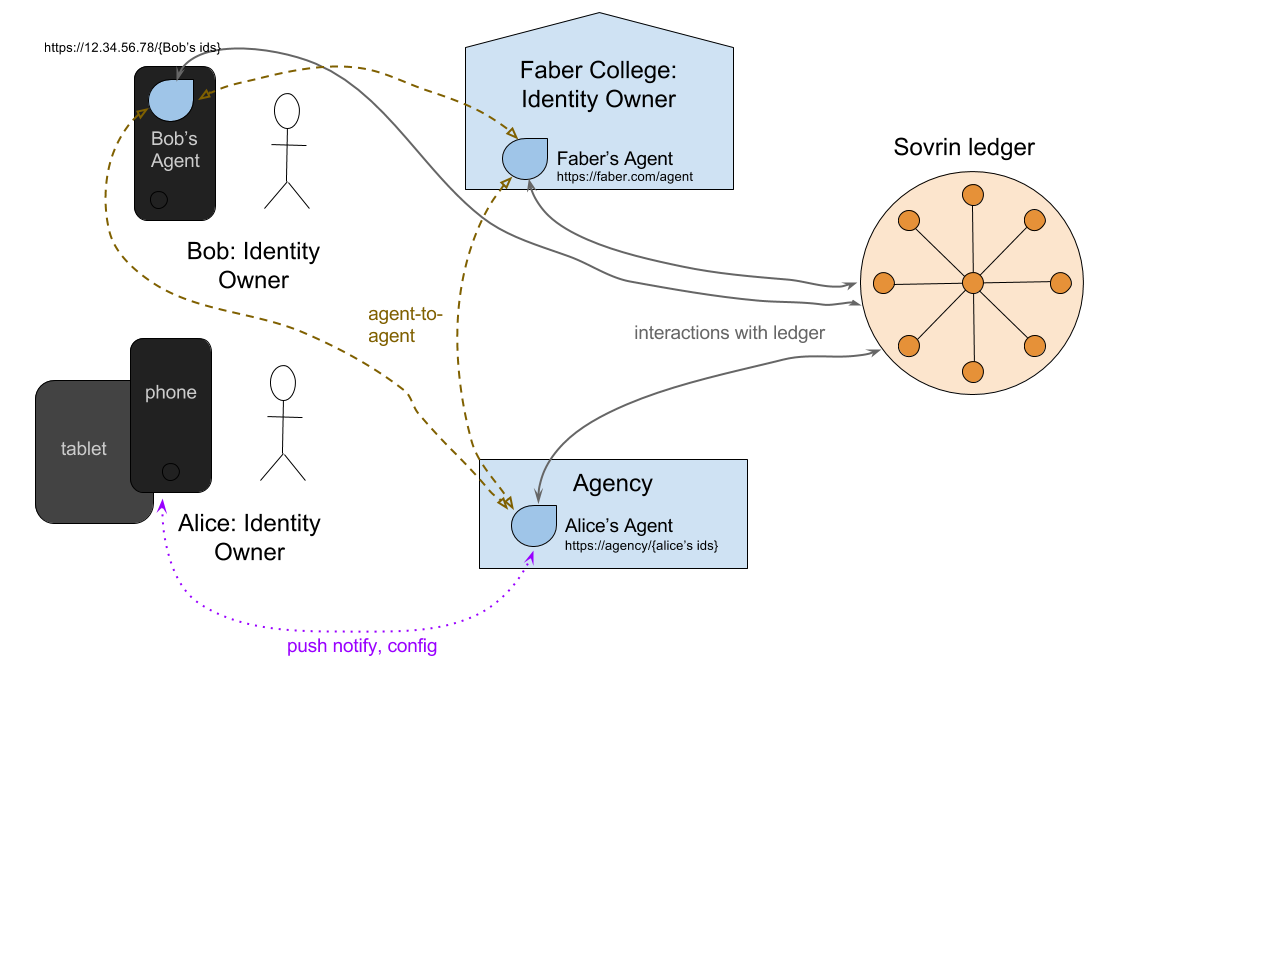 https://12.34.56.78/{Bob's ids}
Bob's
Agent
Bob: Identity
Owner
Faber College:
Identity Owner
Faber's Agent
https://faber.com/agent
Sovrin ledger
agent-to-
agent
interactions with ledger
phone
tablet
Alice: Identity
Owner
Agency
Alice's Agent
https://agency/{alice's ids}
push notify, config